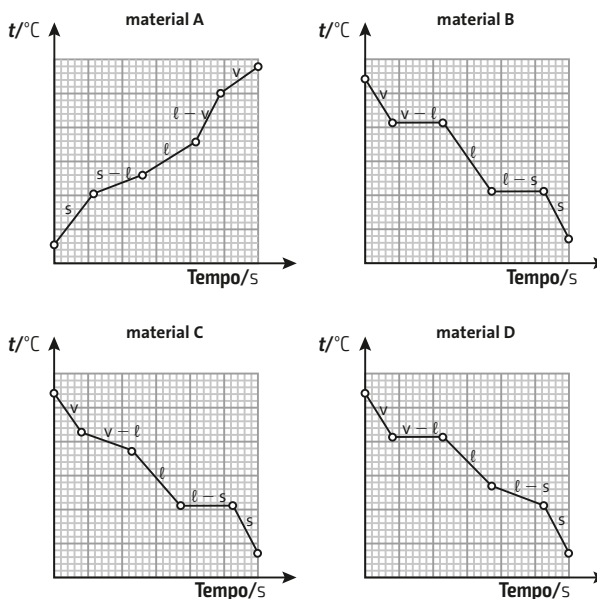 material A
t/°C
s
s – ℓ
ℓ
ℓ – v
v
Tempo/s
material B
t/°C
v
v – ℓ
ℓ
ℓ – s
s
Tempo/s
material C
t/°C
v
v – ℓ
ℓ
ℓ – s
s
Tempo/s
material D
t/°C
v
v – ℓ
ℓ
ℓ – s
s
Tempo/s